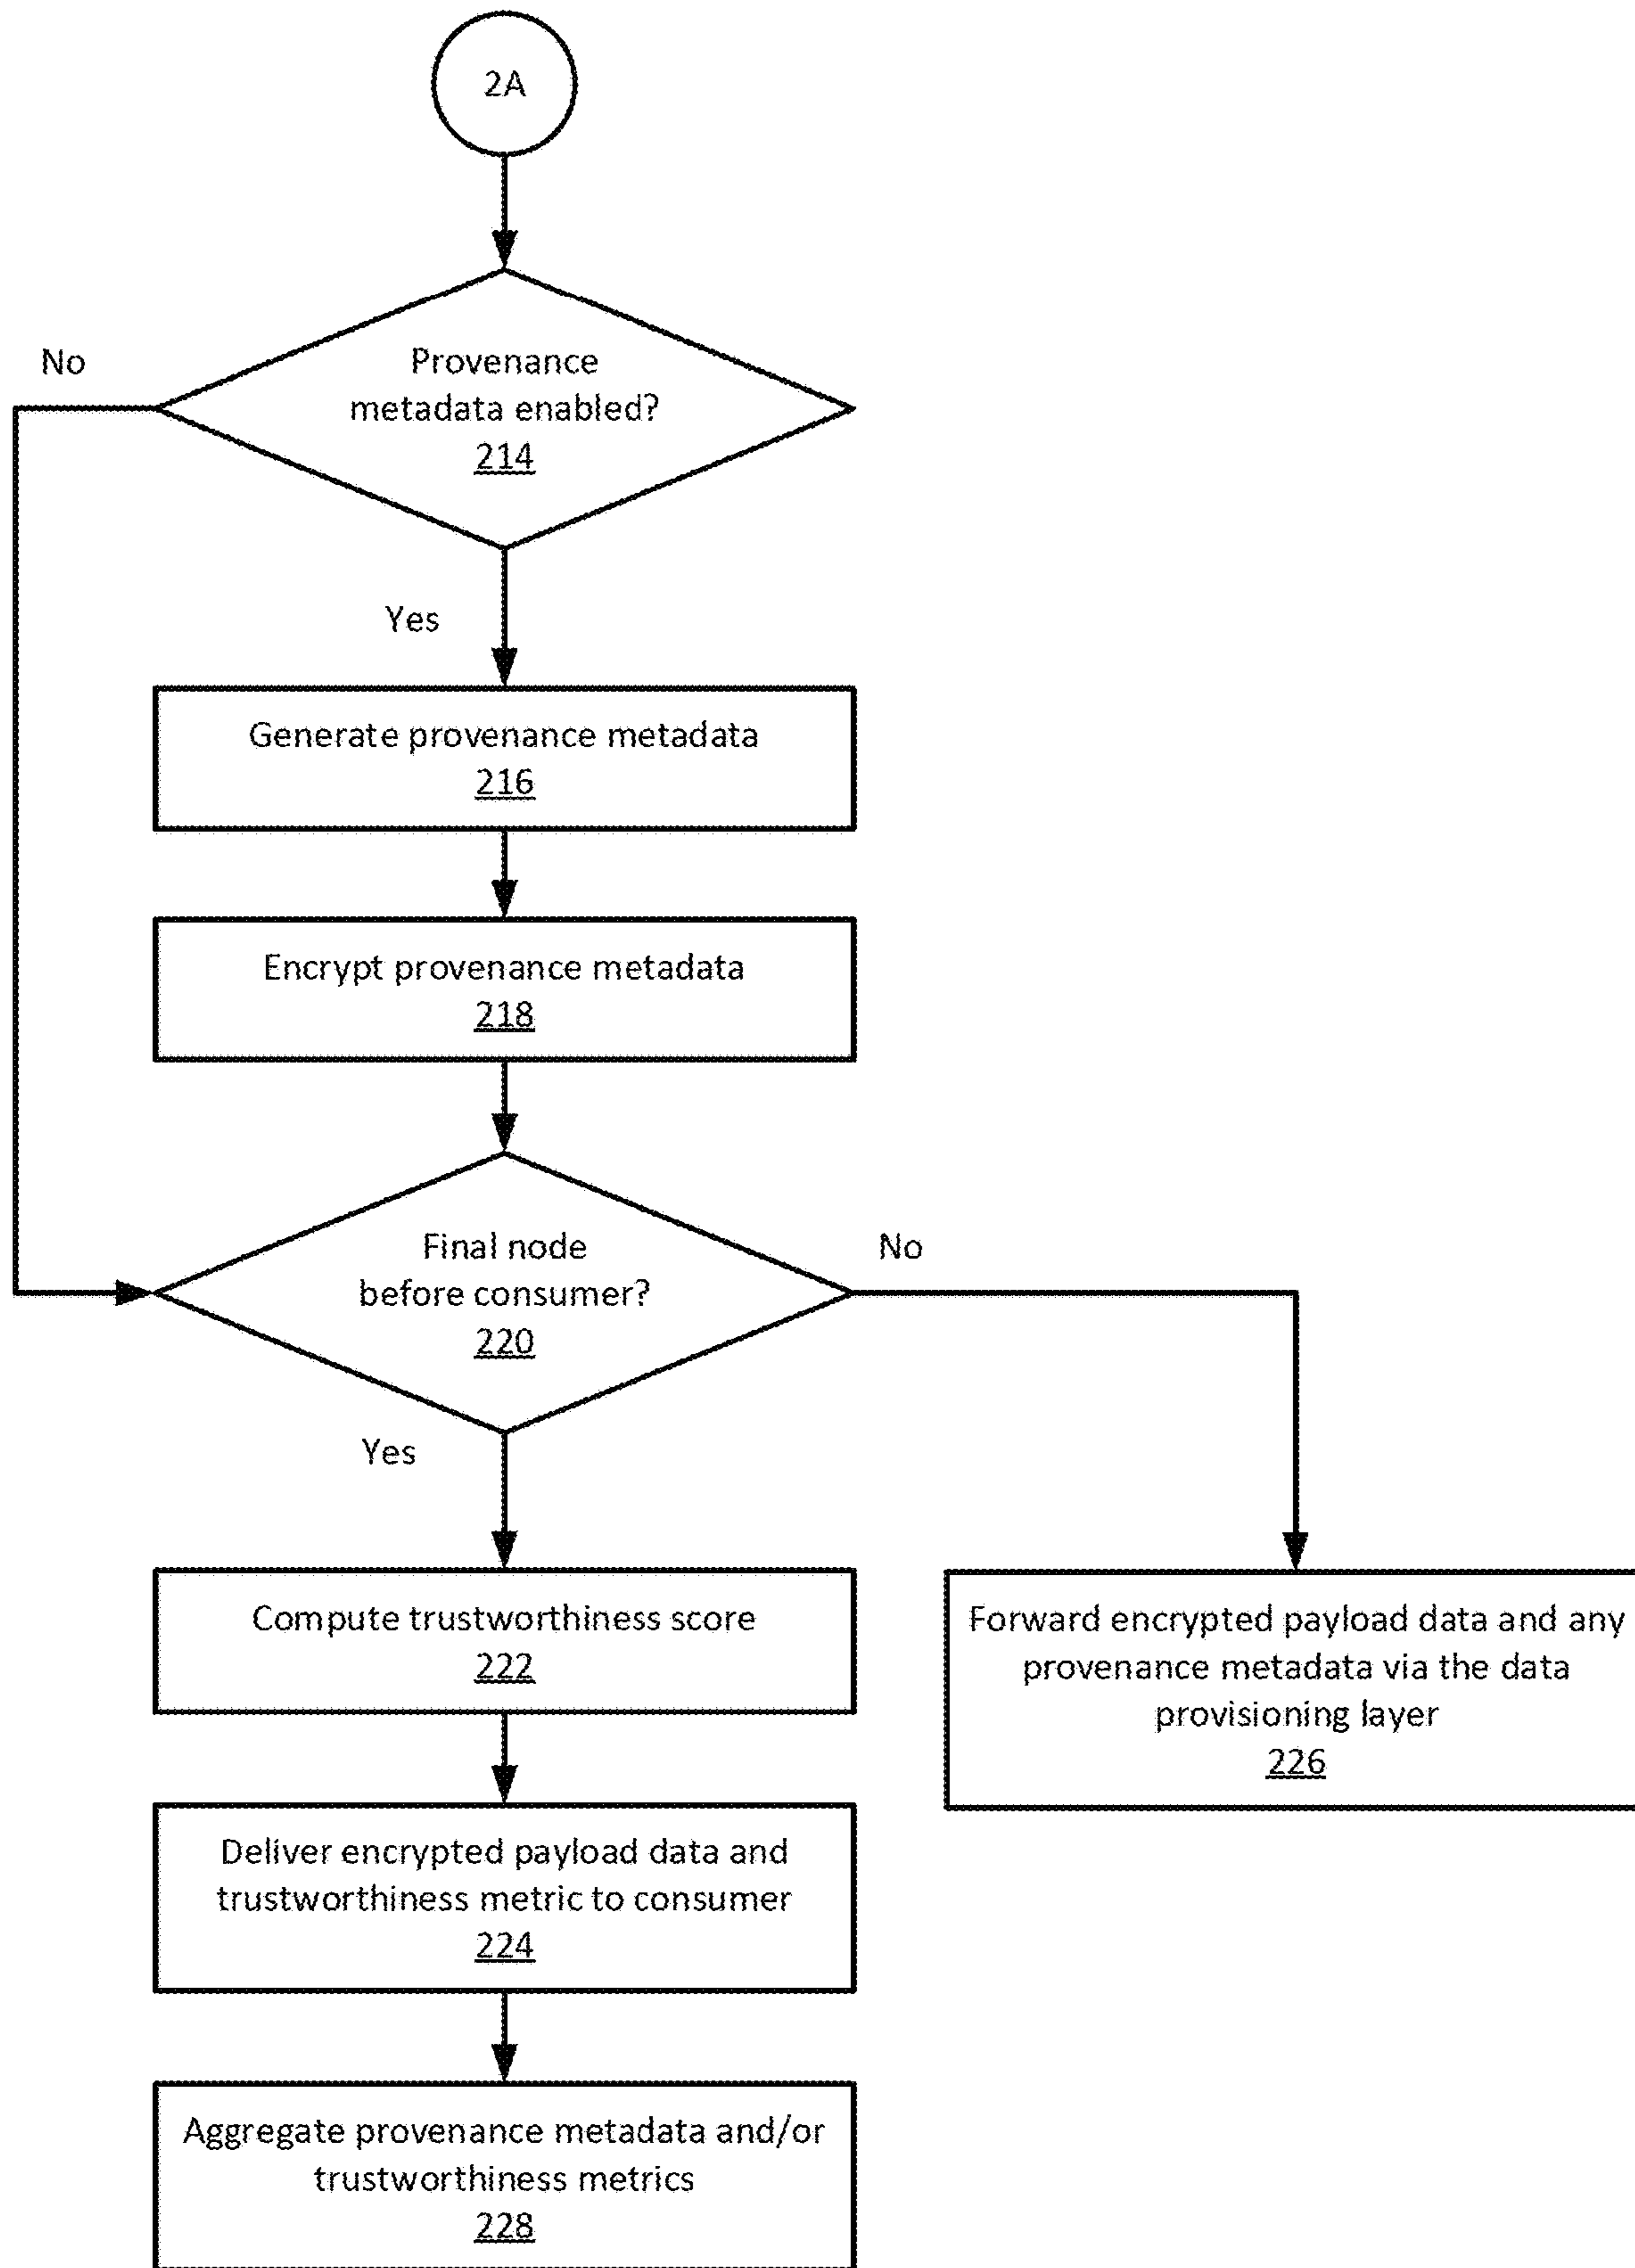 2A
No
Provenance
metadata enabled?
214
Yes
Generate provenance metadata
216
Encrypt provenance metadata
218
Final node
before consumer?
220
No
Yes
Compute trustworthiness score
222
Forward encrypted payload data and any
provenance metadata via the data
provisioning layer
226
Deliver encrypted payload data and
trustworthiness metric to consumer
224
Aggregate provenance metadata and/or
trustworthiness metrics
228